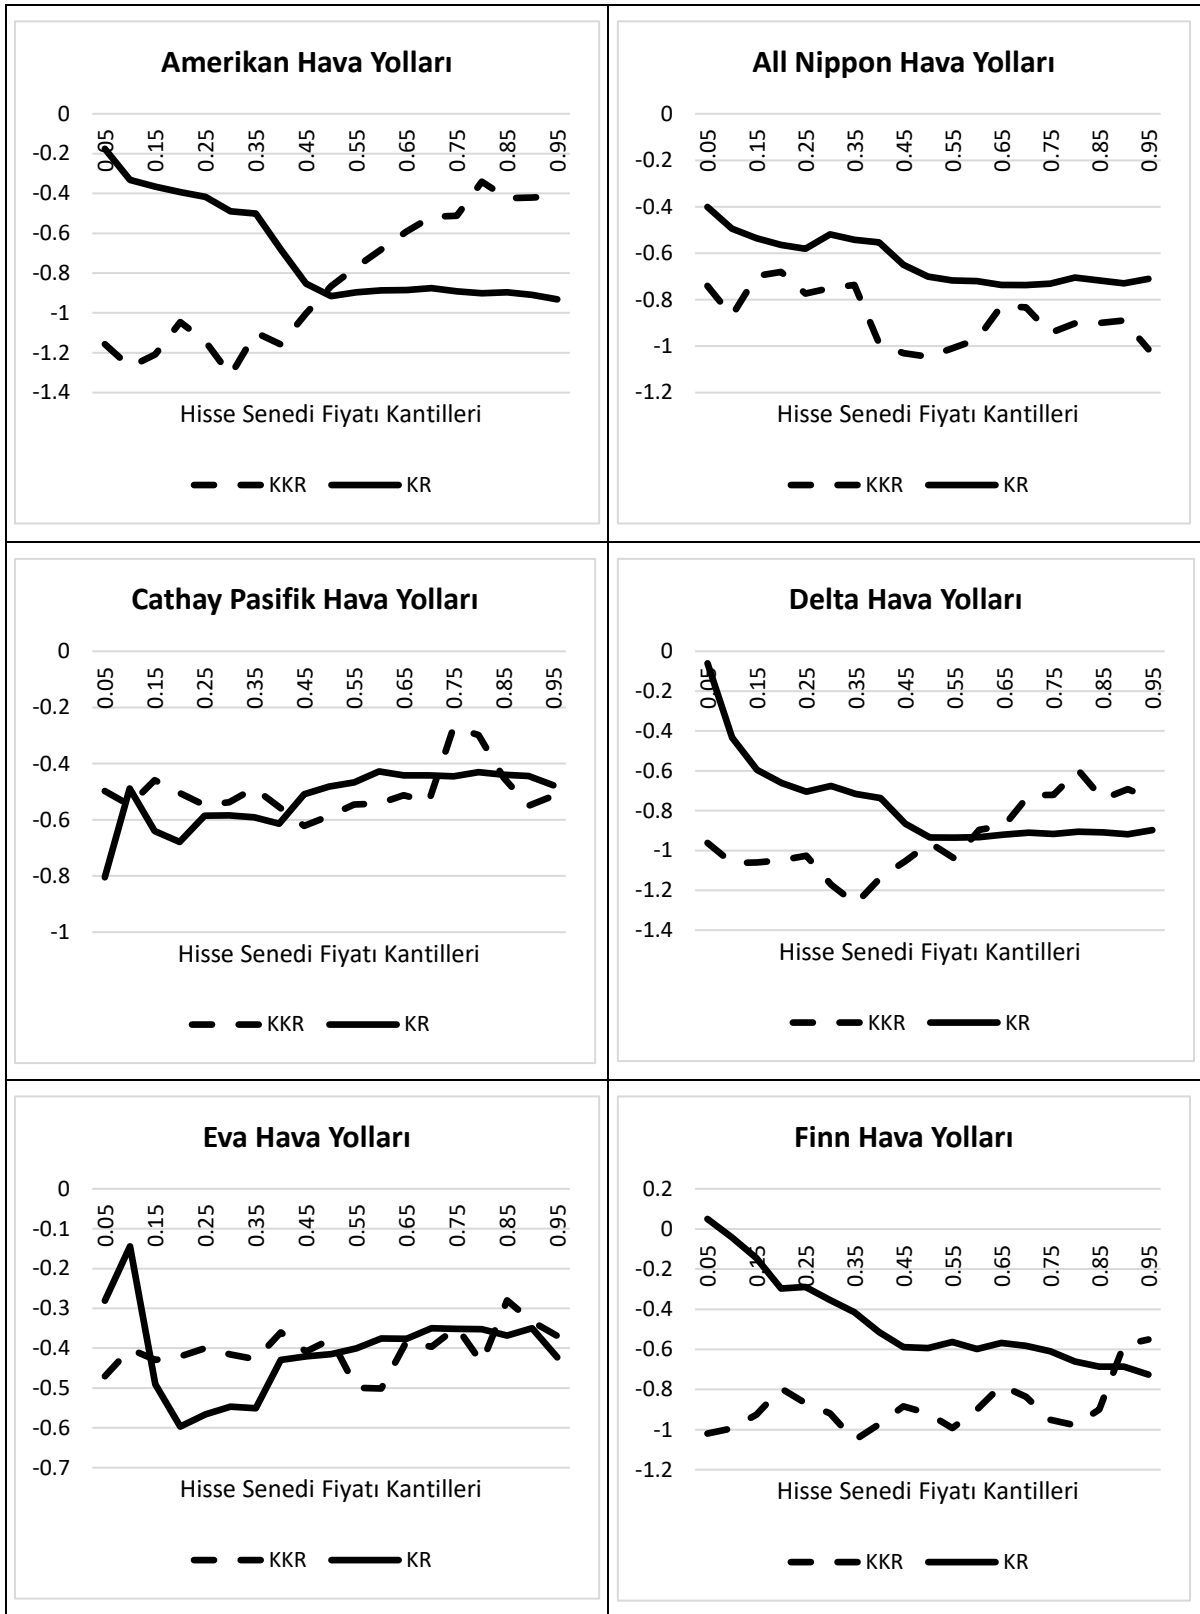 Amerikan Hava Yolları
0
-0.2
-0.4
-0.6
-0.8
-1
-1.2
-1.4
0.05 0.15 0.25 0.35 0.45 0.55 0.65 0.75 0.85 0.95
Hisse Senedi Fiyatı Kantilleri
KKR KR
All Nippon Hava Yolları
0
-0.2
-0.4
-0.6
-0.8
-1
-1.2
0.05 0.15 0.25 0.35 0.45 0.55 0.65 0.75 0.85 0.95
Hisse Senedi Fiyatı Kantilleri
KKR KR
Cathay Pasifik Hava Yolları
0
-0.2
-0.4
-0.6
-0.8
-1
0.05 0.15 0.25 0.35 0.45 0.55 0.65 0.75 0.85 0.95
Hisse Senedi Fiyatı Kantilleri
KKR KR
Delta Hava Yolları
0
-0.2
-0.4
-0.6
-0.8
-1
-1.2
-1.4
0.05 0.15 0.25 0.35 0.45 0.55 0.65 0.75 0.85 0.95
Hisse Senedi Fiyatı Kantilleri
KKR KR
Eva Hava Yolları
0
-0.1
-0.2
-0.3
-0.4
-0.5
-0.6
-0.7
0.05 0.15 0.25 0.35 0.45 0.55 0.65 0.75 0.85 0.95
Hisse Senedi Fiyatı Kantilleri
KKR KR
Finn Hava Yolları
0.2
0
-0.2
-0.4
-0.6
-0.8
-1
-1.2
0.05 0.15 0.25 0.35 0.45 0.55 0.65 0.75 0.85 0.95
Hisse Senedi Fiyatı Kantilleri
KKR KR